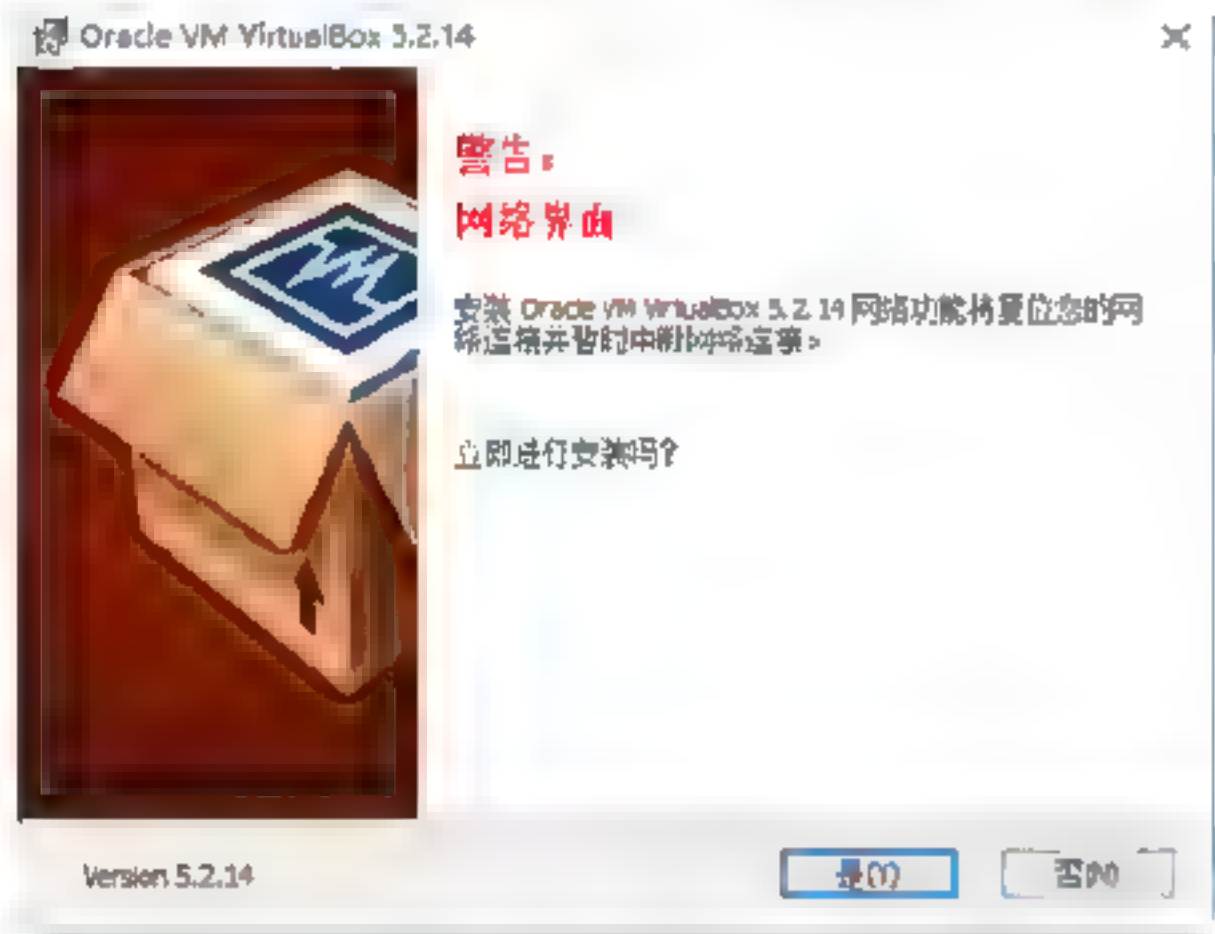 Oracle VM VirtualBox 5.2.14
警告。
网络界面
安装 Oracle VM VirtualBox 5.2.14 网络功能将复位您的网
络连接并暂时中断网络连接。
立即进行安装吗?
Version 5.2.14
是(Y)
否(N)